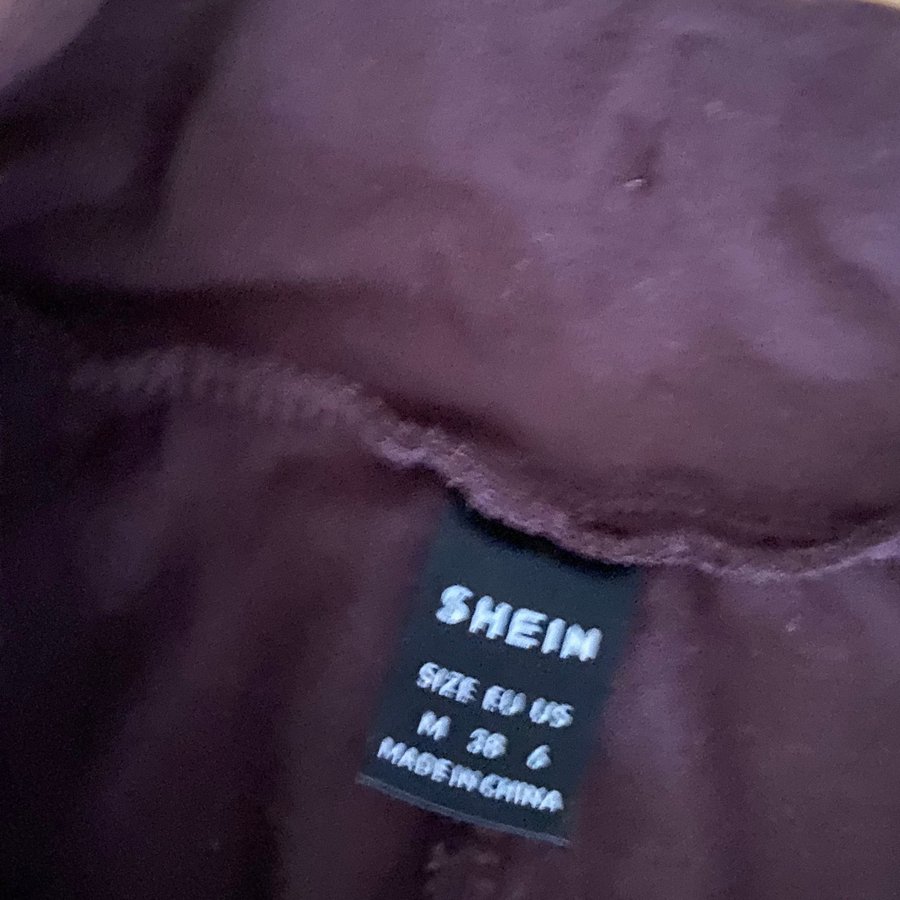 SHEIN
SIZE EU US
M 38 6
MADE IN CHINA